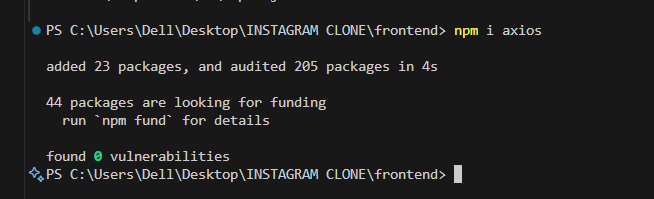 PS C:\Users\Dell\Desktop\INSTAGRAM CLONE\frontend> npm i axios
added 23 packages, and audited 205 packages in 4s
44 packages are looking for funding
run `npm fund` for details
found 0 vulnerabilities
PS C:\Users\Dell\Desktop\INSTAGRAM CLONE\frontend>